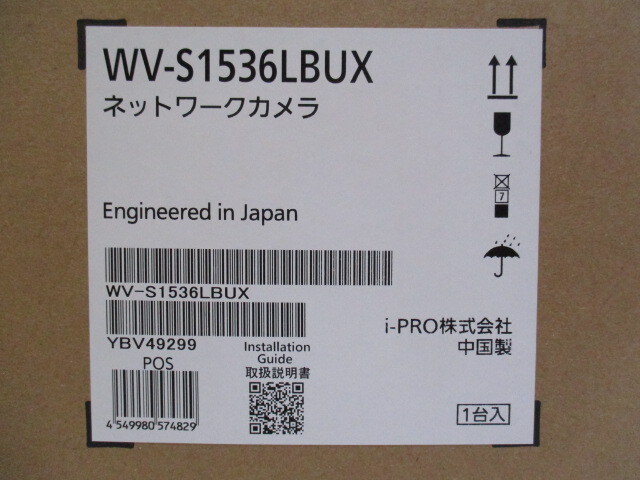 WV-S1536LBUX
ネットワークカメラ
7
Engineered in Japan
WV-S1536LBUX
YBV49299
POS
4 549980 574829
Installation
Guide
取扱説明書
i-PRO株式会社
中国製
1台入